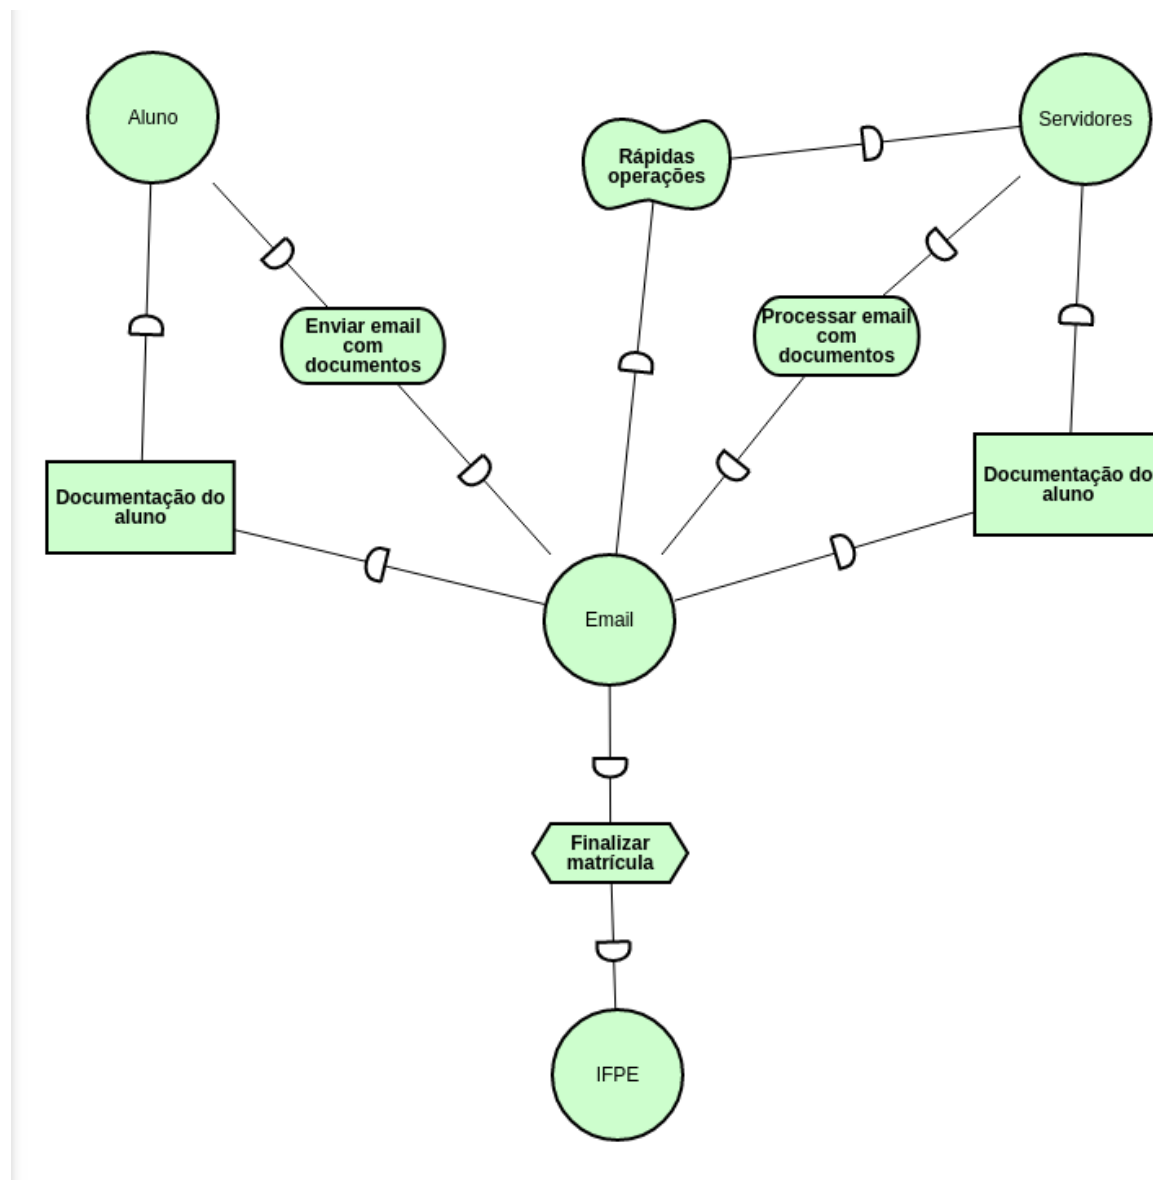 Aluno
Servidores
Rápidas
operações
Enviar email
com
documentos
Processar email
com
documentos
Documentação do
aluno
Documentação do
aluno
Email
Finalizar
matrícula
IFPE